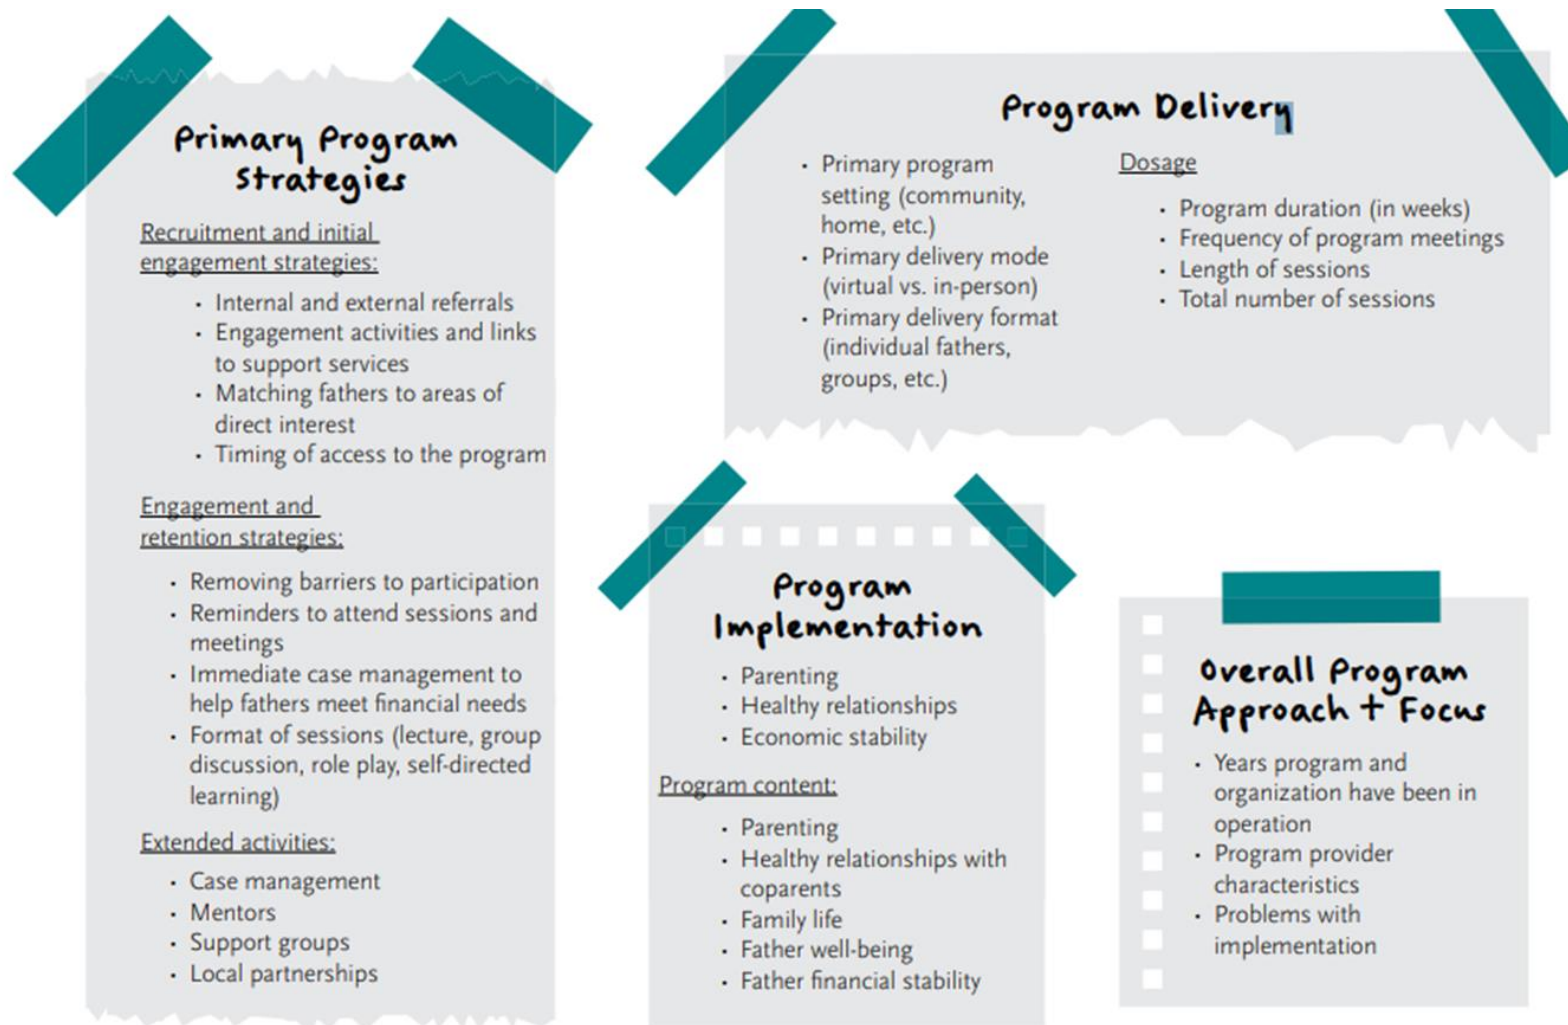 Primary Program
Strategies
Recruitment and initial
engagement strategies:
• Internal and external referrals
• Engagement activities and links
to support services
• Matching fathers to areas of
direct interest
• Timing of access to the program
Engagement and
retention strategies:
• Removing barriers to participation
• Reminders to attend sessions and
meetings
• Immediate case management to
help fathers meet financial needs
• Format of sessions (lecture, group
discussion, role play, self-directed
learning)
Extended activities:
• Case management
• Mentors
• Support groups
• Local partnerships
Program Delivery
• Primary program
setting (community,
home, etc.)
• Primary delivery mode
(virtual vs. in-person)
• Primary delivery format
(individual fathers,
groups, etc.)
Dosage
• Program duration (in weeks)
• Frequency of program meetings
• Length of sessions
• Total number of sessions
Program
Implementation
• Parenting
• Healthy relationships
• Economic stability
Program content:
• Parenting
• Healthy relationships with
coparents
• Family life
• Father well-being
• Father financial stability
Overall Program
Approach + Focus
• Years program and
organization have been in
operation
• Program provider
characteristics
• Problems with
implementation